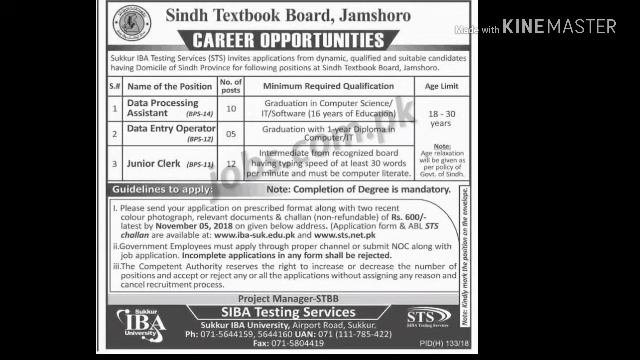 Made with KINEMASTER
Sindh Textbook Board, Jamshoro
CAREER OPPORTUNITIES
Sukkur IBA Testing Services (STS) invites applications from dynamic, qualified and suitable candidates
having Domicile of Sindh Province for following positions at Sindh Textbook Board, Jamshoro.
S.# Name of the Position No. of posts Minimum Required Qualification Age Limit
1 Data Processing Assistant (BPS-14) 10 Graduation in Computer Science/ IT/Software (16 years of Education) 18 - 30 years
2 Data Entry Operator (BPS-12) 05 Graduation with 1-year Diploma in Computer/IT
3 Junior Clerk (BPS-11) 12 Intermediate from recognized board having typing speed of at least 30 words per minute and must be computer literate.
Note: Age relaxation will be given as per policy of Govt. of Sindh.
jobs.com.pk
Guidelines to apply: Note: Completion of Degree is mandatory.
i. Please send your application on prescribed format along with two recent
colour photograph, relevant documents & challan (non-refundable) of Rs. 600/-
latest by November 05, 2018 on given below address. (Application form & ABL STS
challan are available at: www.iba-suk.edu.pk and www.sts.net.pk
ii.Government Employees must apply through proper channel or submit NOC along with
job application. Incomplete applications in any form shall be rejected.
iii.The Competent Authority reserves the right to increase or decrease the number of
positions and accept or reject any or all the applications without assigning any reason and
cancel recruitment process.
Note: Kindly mark the position on the envelope.
Project Manager-STBB
Sukkur
IBA
University
SIBA Testing Services
Sukkur IBA University, Airport Road, Sukkur.
Ph: 071-5644159, 5644160 UAN: 071 (111-785-422)
Fax: 071-5804419
STS
SIBA Testing Services
PID(H) 133/18